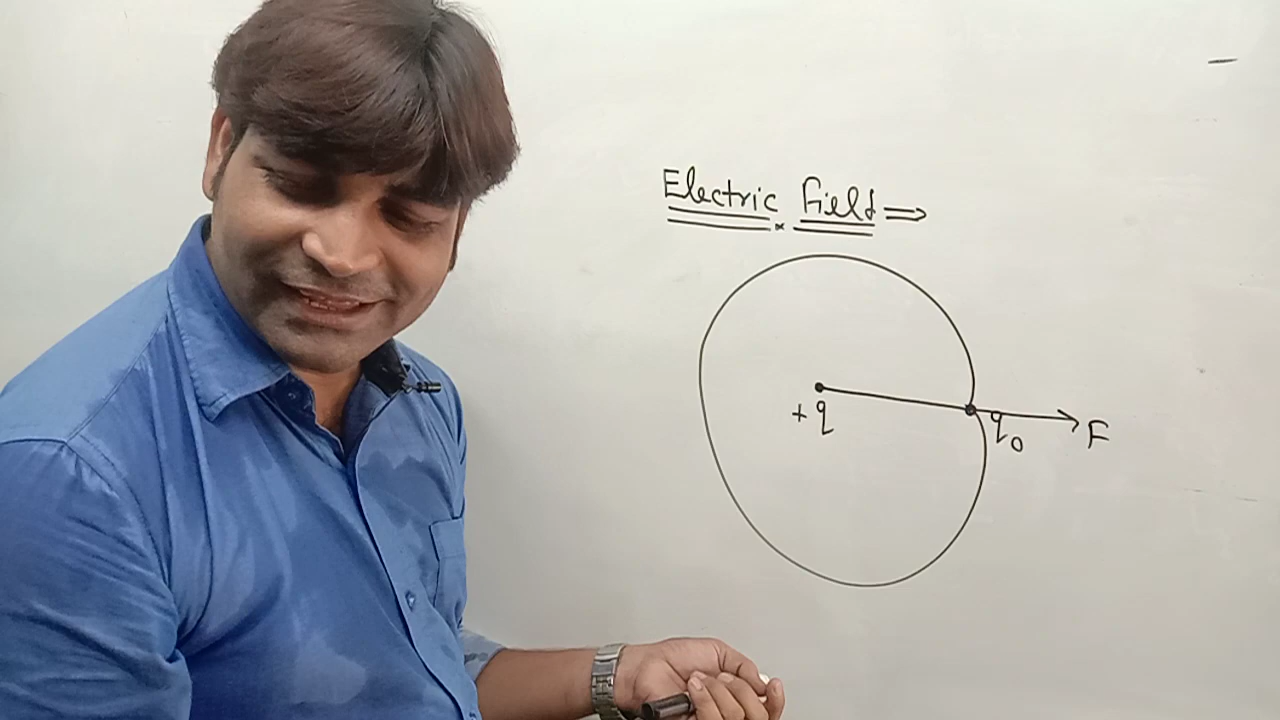 Electric Field ⇒
+q
q₀
F